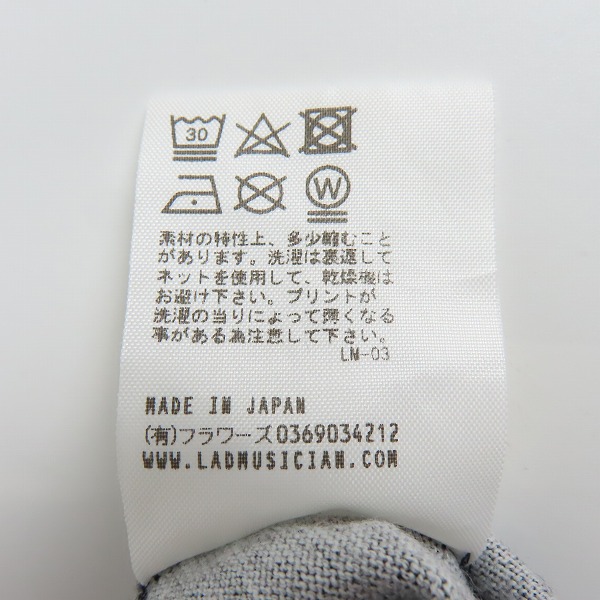 30
W
素材の特性上、多少縮むこと
があります。洗濯は裏返して
ネットを使用して、乾燥機は
お避け下さい。プリントが
洗濯の当りによって薄くなる
事がある為注意して下さい。
LM-03
MADE IN JAPAN
(有)フラワーズ0369034212
WWW.LADMUSICIAN.COM